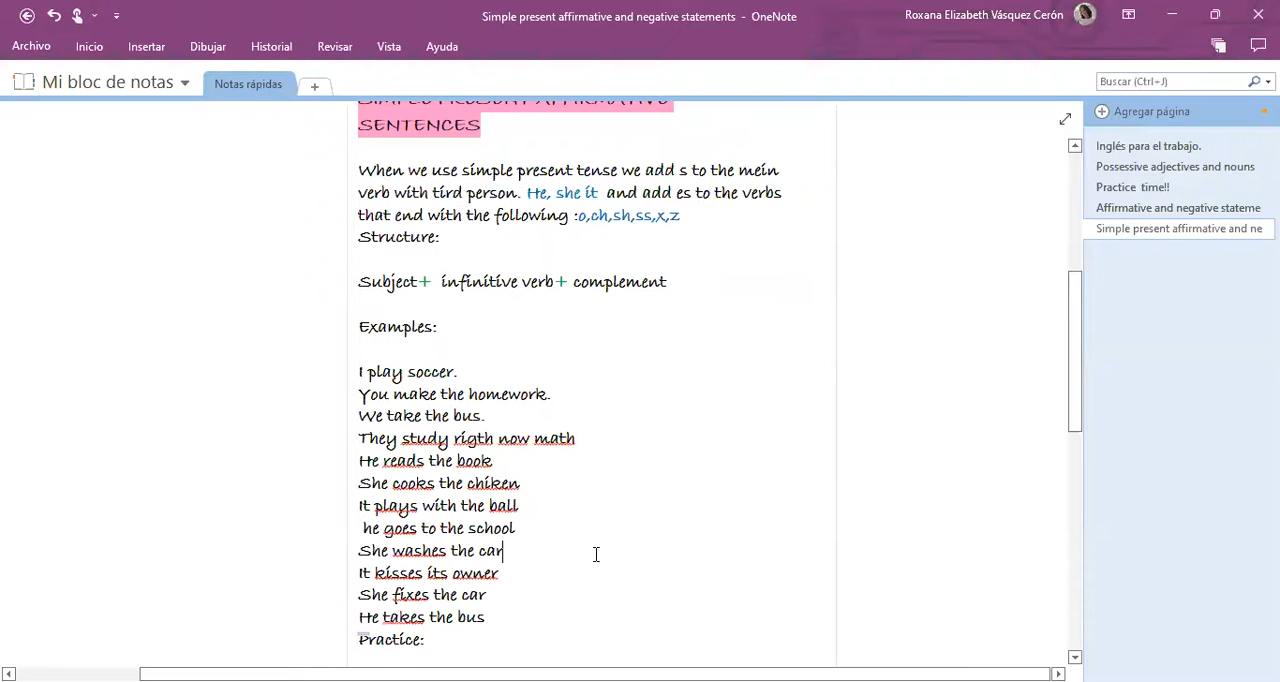 Simple present affirmative and negative statements - OneNote
Roxana Elizabeth Vásquez Cerón
Archivo Inicio Insertar Dibujar Historial Revisar Vista Ayuda
Mi bloc de notas
Notas rápidas
+
Buscar (Ctrl+J)
Agregar página
Inglés para el trabajo.
Possessive adjectives and nouns
Practice time!!
Affirmative and negative stateme
Simple present affirmative and ne
SIMPLE PRESENT AFFIRMATIVE
SENTENCES
When we use simple present tense we add s to the mein
verb with tird person. He, she it and add es to the verbs
that end with the following :o,ch,sh,ss,x,z
Structure:
Subject+ infinitive verb+ complement
Examples:
I play soccer.
You make the homework.
We take the bus.
They study rigth now math
He reads the book
She cooks the chiken
It plays with the ball
he goes to the school
She washes the car
It kisses its owner
She fixes the car
He takes the bus
Practice: